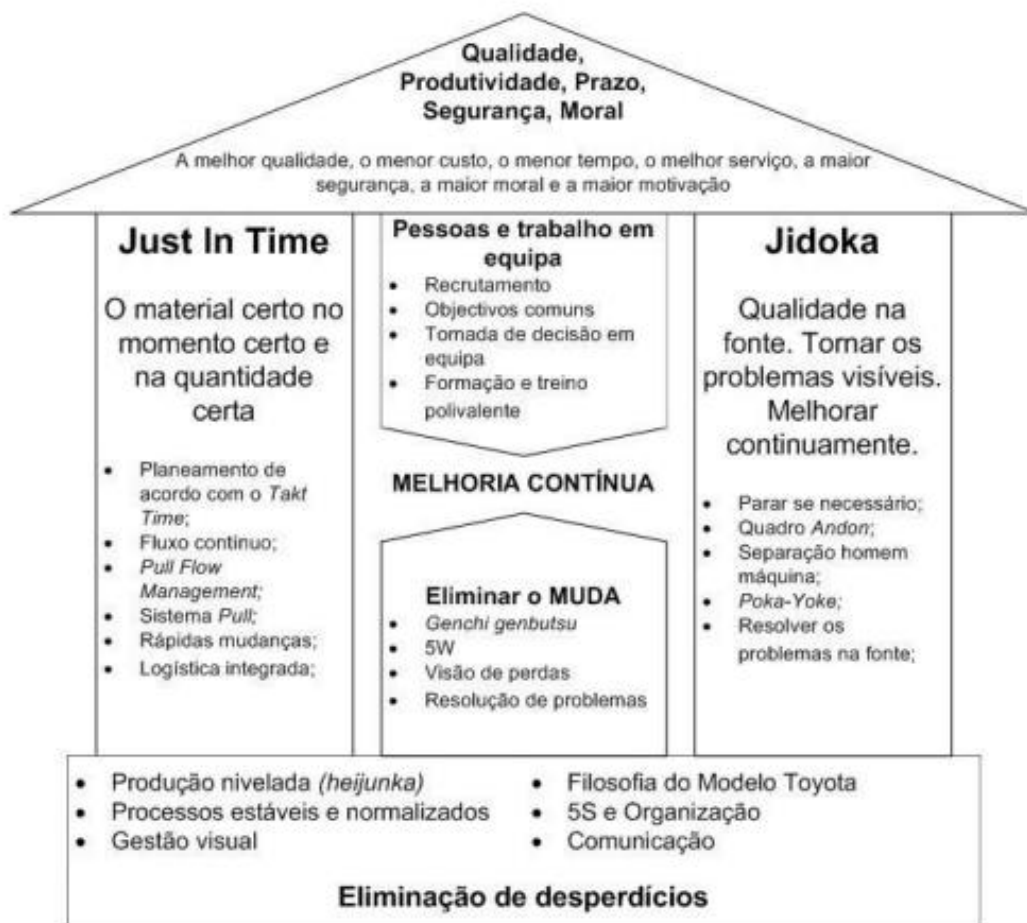 Qualidade,
Produtividade, Prazo,
Segurança, Moral
A melhor qualidade, o menor custo, o menor tempo, o melhor serviço, a maior
segurança, a maior moral e a maior motivação
Just In Time
O material certo no
momento certo e
na quantidade
certa
• Planeamento de
acordo com o Takt
Time;
• Fluxo continuo;
• Pull Flow
Management;
• Sistema Pull;
• Rápidas mudanças;
• Logística integrada;
Pessoas e trabalho em
equipa
• Recrutamento
• Objectivos comuns
• Tomada de decisão em
equipa
• Formação e treino
polivalente
MELHORIA CONTÍNUA
Eliminar o MUDA
• Genchi genbutsu
• 5W
• Visão de perdas
• Resolução de problemas
Jidoka
Qualidade na
fonte. Tornar os
problemas visíveis.
Melhorar
continuamente.
• Parar se necessário;
• Quadro Andon;
• Separação homem
máquina;
• Poka-Yoke;
• Resolver os
problemas na fonte;
• Produção nivelada (heijunka)
• Processos estáveis e normalizados
• Gestão visual
• Filosofia do Modelo Toyota
• 5S e Organização
• Comunicação
Eliminação de desperdícios